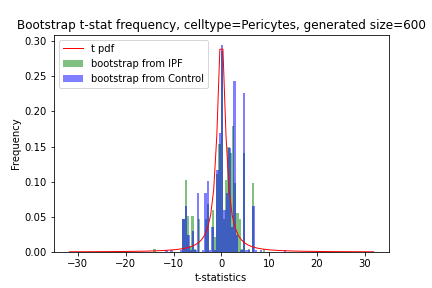 Bootstrap t-stat frequency, celltype=Pericytes, generated size=600
t pdf
bootstrap from IPF
bootstrap from Control
Frequency
0.30
0.25
0.20
0.15
0.10
0.05
0.00
−30 −20 −10 0 10 20 30
t-statistics